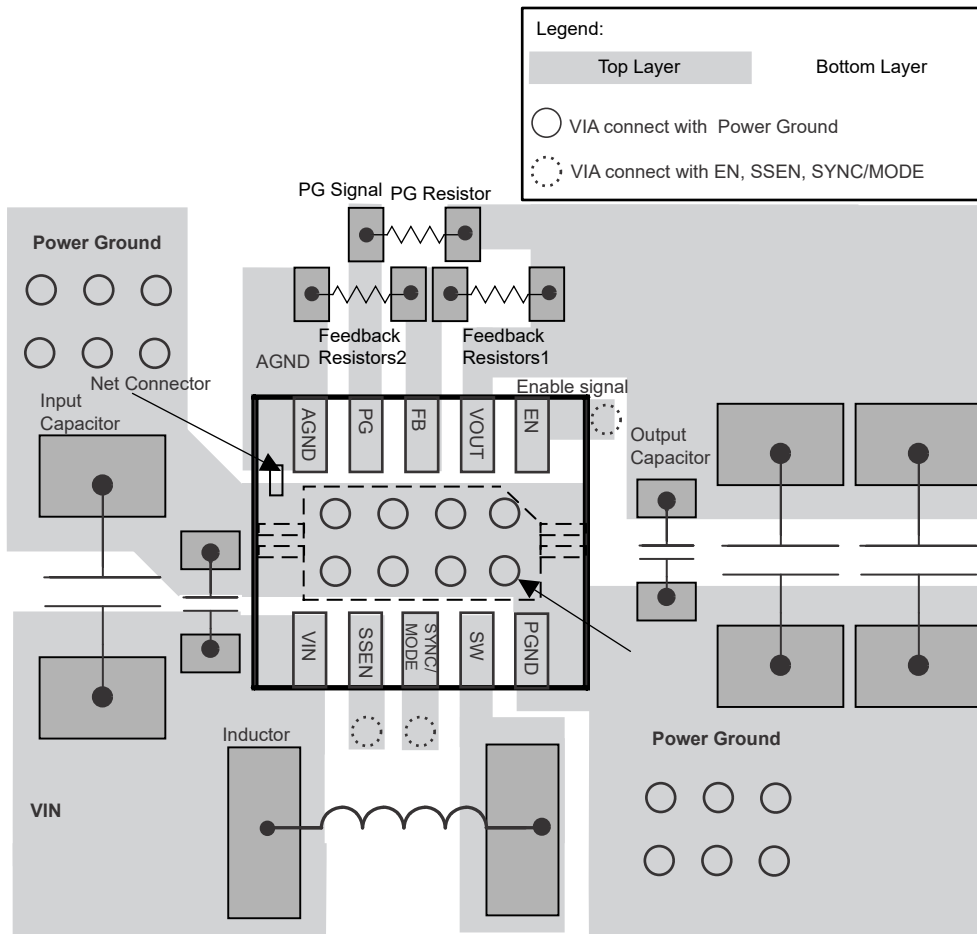 Legend:
Top Layer
Bottom Layer
VIA connect with Power Ground
VIA connect with EN, SSEN, SYNC/MODE
PG Signal
PG Resistor
Power Ground
Feedback
Resistors2
Feedback
Resistors1
AGND
Net Connector
Enable signal
Input
Capacitor
Output
Capacitor
AGND
PG
FB
VOUT
EN
VIN
SSEN
SYNC/
MODE
SW
PGND
Inductor
Power Ground
VIN